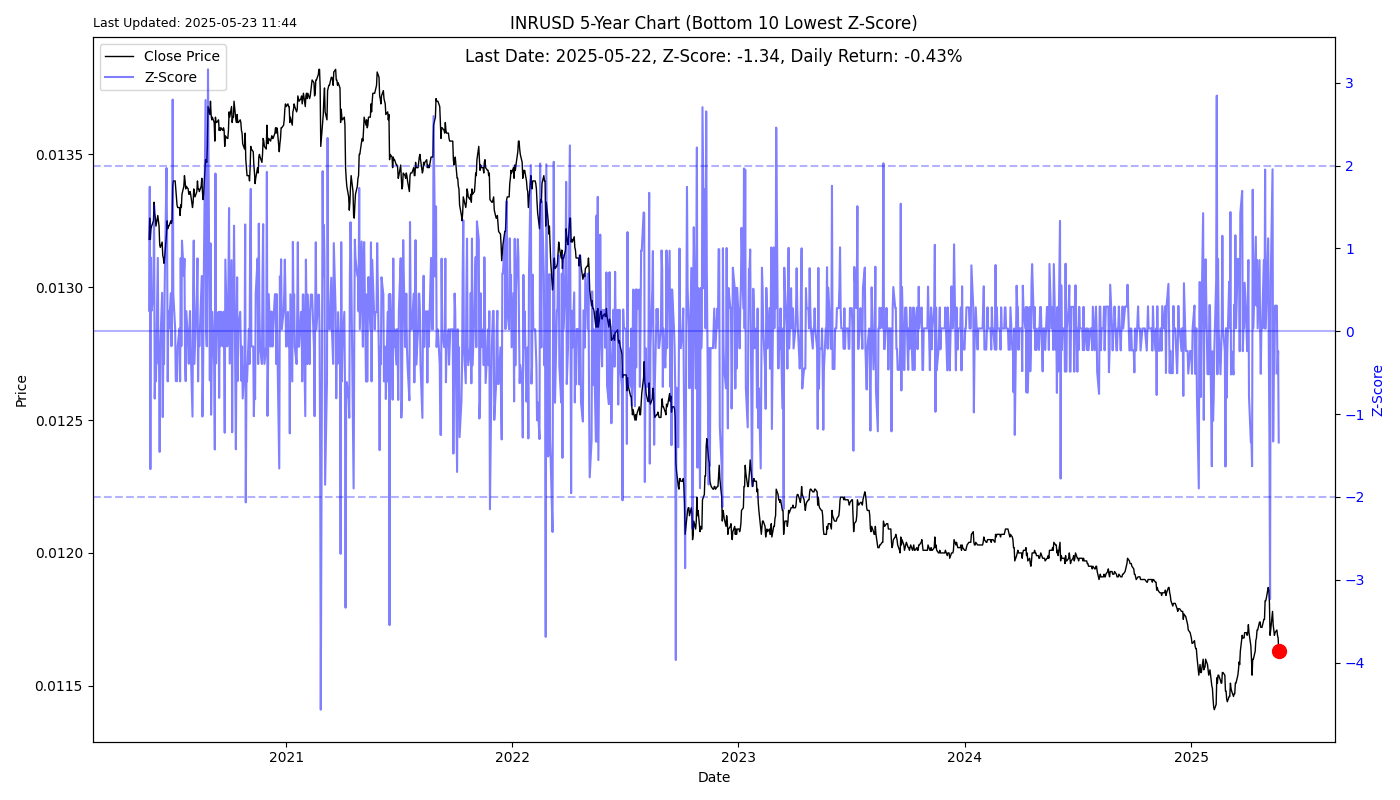 Last Updated: 2025-05-23 11:44
INRUSD 5-Year Chart (Bottom 10 Lowest Z-Score)
Last Date: 2025-05-22, Z-Score: -1.34, Daily Return: -0.43%
Close Price
Z-Score
Price
0.0135
0.0130
0.0125
0.0120
0.0115
3
2
1
0
−1
−2
−3
−4
Z-Score
2021
2022
2023
2024
2025
Date